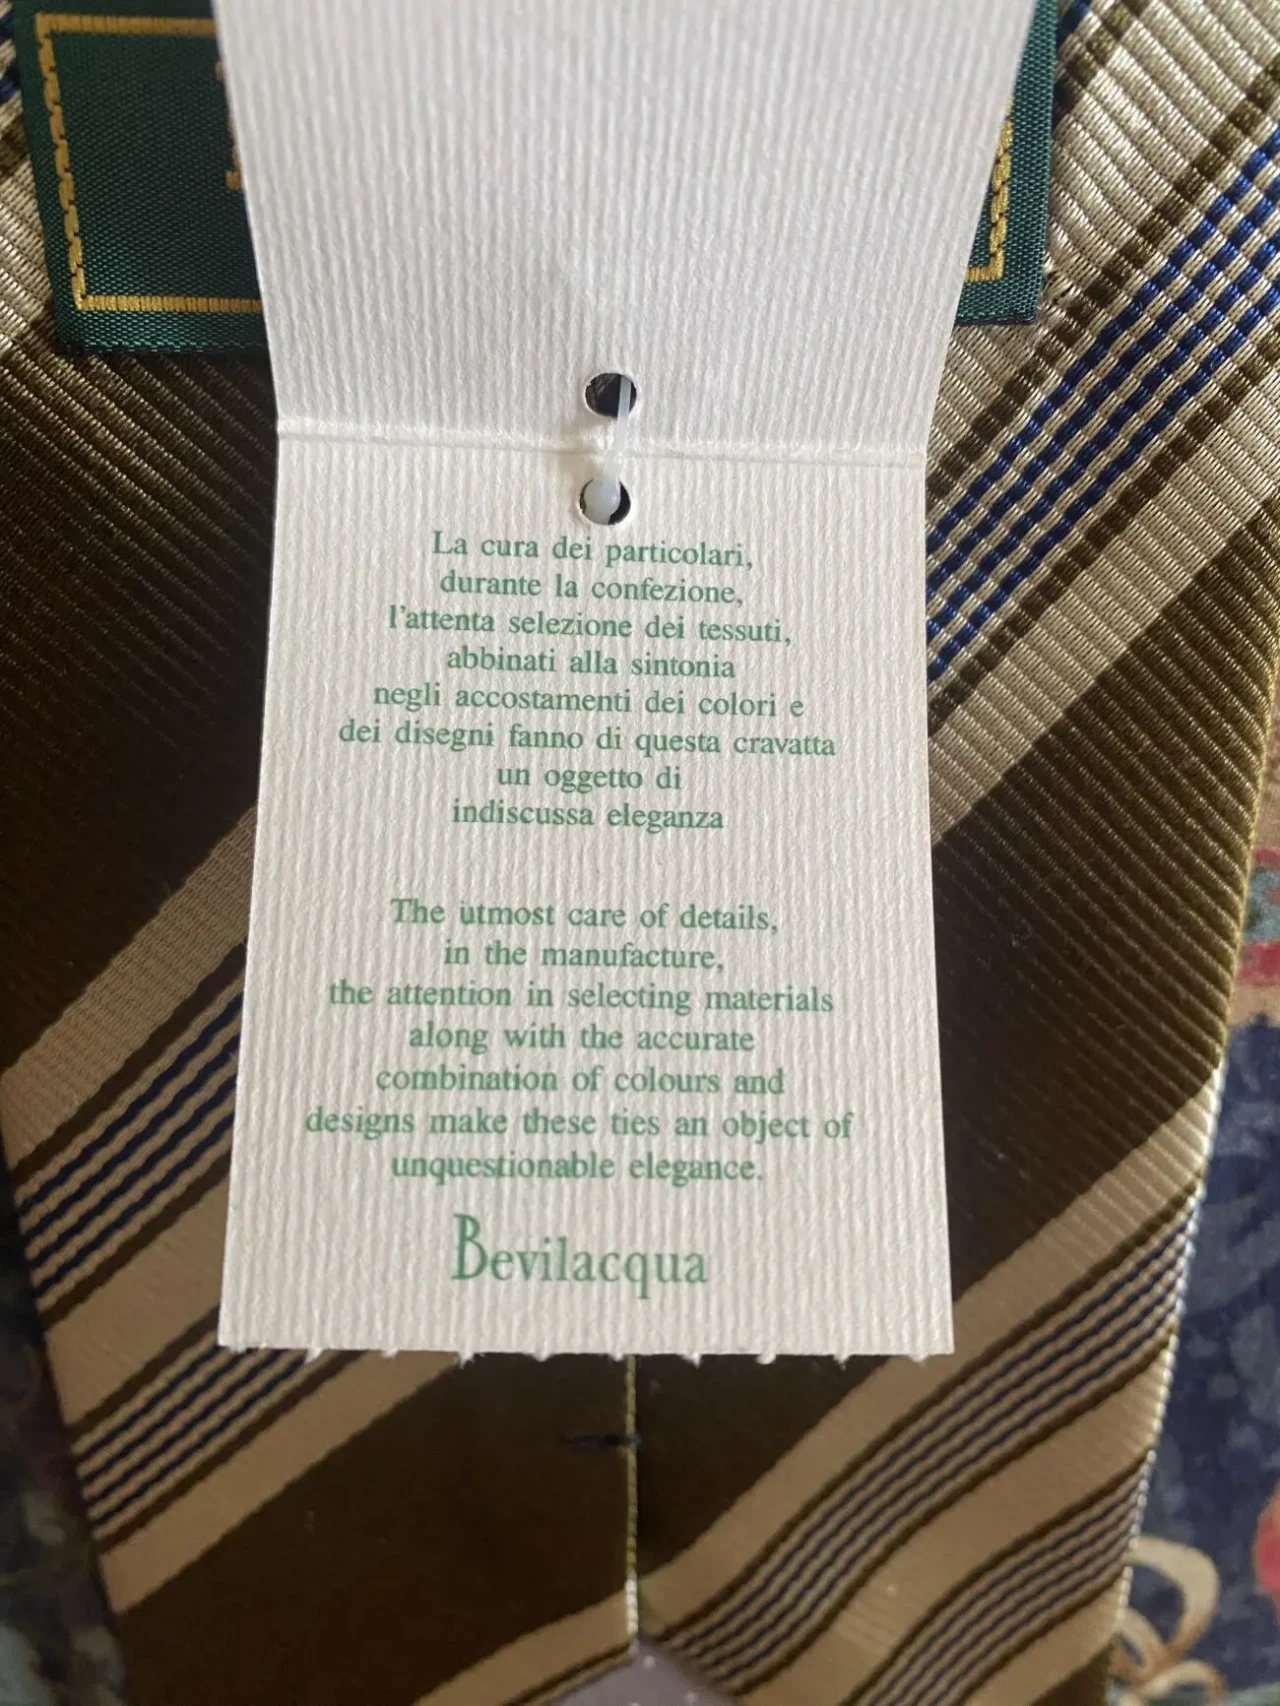 La cura dei particolari,
durante la confezione,
l'attenta selezione dei tessuti,
abbinati alla sintonia
negli accostamenti dei colori e
dei disegni fanno di questa cravatta
un oggetto di
indiscussa eleganza
The utmost care of details,
in the manufacture,
the attention in selecting materials
along with the accurate
combination of colours and
designs make these ties an object of
unquestionable elegance.
Bevilacqua